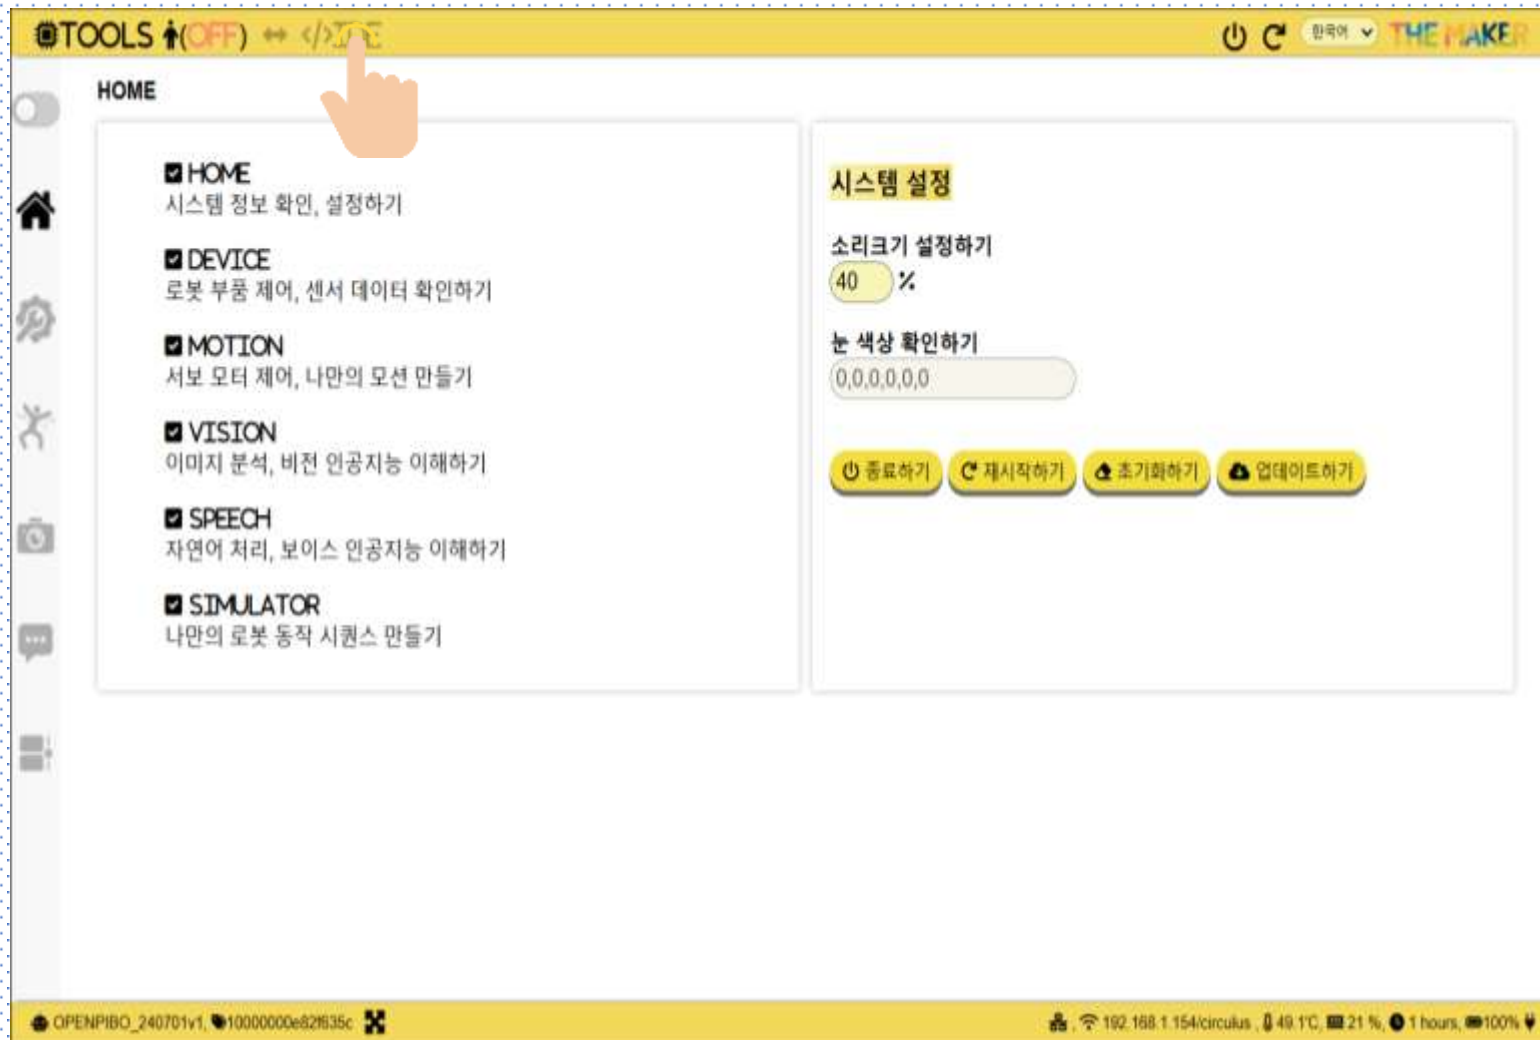 TOOLS (OFF) ↔ </>
한국어 THE MAKER
HOME
HOME
시스템 정보 확인, 설정하기
DEVICE
로봇 부품 제어, 센서 데이터 확인하기
MOTION
서보 모터 제어, 나만의 모션 만들기
VISION
이미지 분석, 비전 인공지능 이해하기
SPEECH
자연어 처리, 보이스 인공지능 이해하기
SIMULATOR
나만의 로봇 동작 시퀀스 만들기
시스템 설정
소리크기 설정하기
40 %
눈 색상 확인하기
0,0,0,0,0,0
종료하기 재시작하기 초기화하기 업데이트하기
OPENPIBO_240701v1, 10000000e82f635c
, 192.168.1.154/circulus , 49.1'C, 21 %, 1 hours, 100%